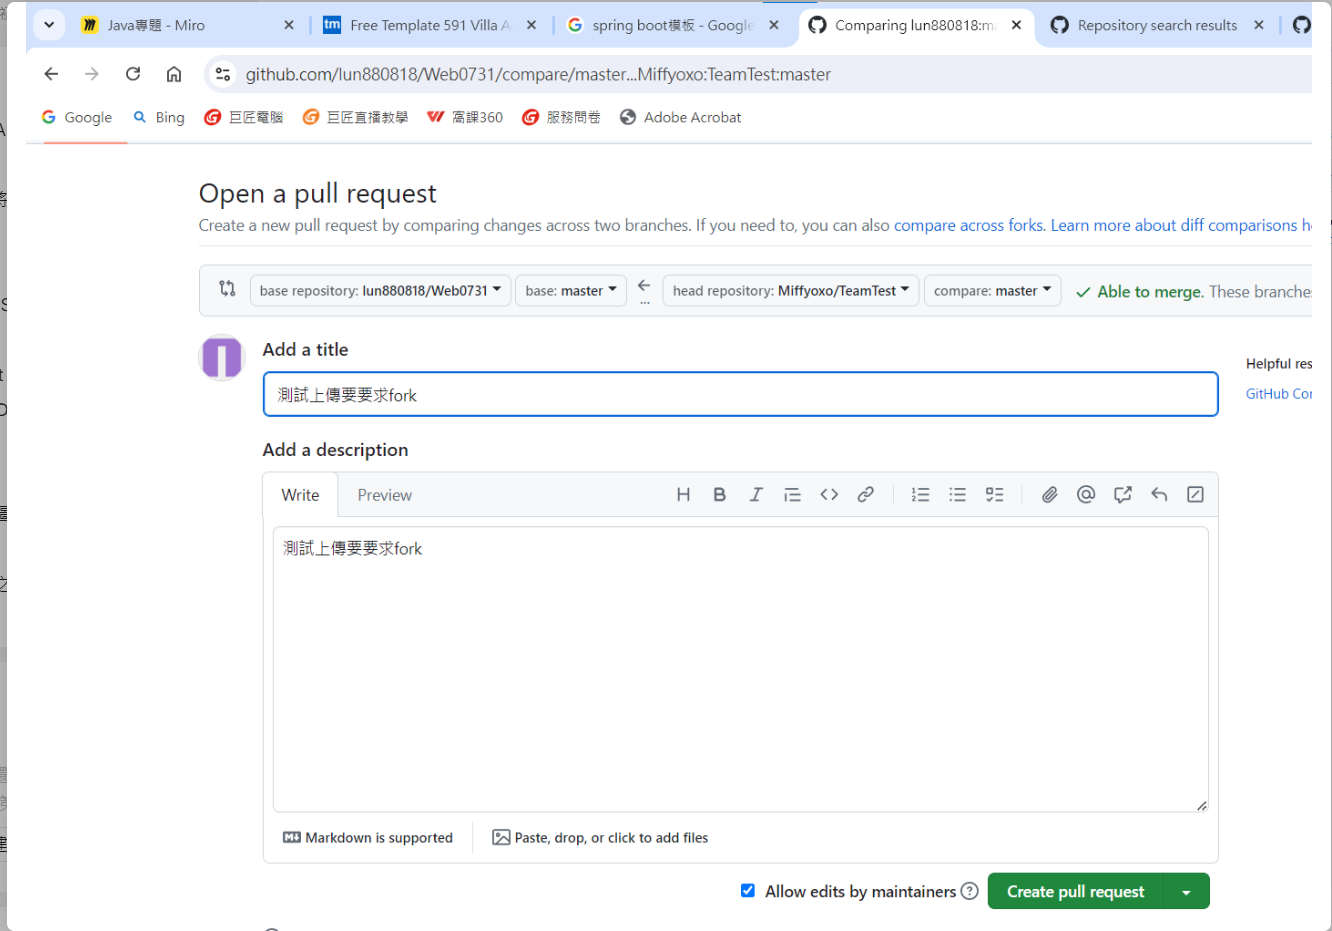 Java專題 - Miro
Free Template 591 Villa A
spring boot模板 - Google
Comparing lun880818:ma
Repository search results
github.com/lun880818/Web0731/compare/master...Miffyoxo:TeamTest:master
Google
Bing
巨匠電腦
巨匠直播教學
窩課360
服務問卷
Adobe Acrobat
Open a pull request
Create a new pull request by comparing changes across two branches. If you need to, you can also compare across forks. Learn more about diff comparisons he
base repository: lun880818/Web0731
base: master
...
head repository: Miffyoxo/TeamTest
compare: master
Able to merge. These branches
Add a title
Helpful res
測試上傳要要求fork
GitHub Com
Add a description
Write
Preview
測試上傳要要求fork
Markdown is supported
Paste, drop, or click to add files
Allow edits by maintainers
Create pull request